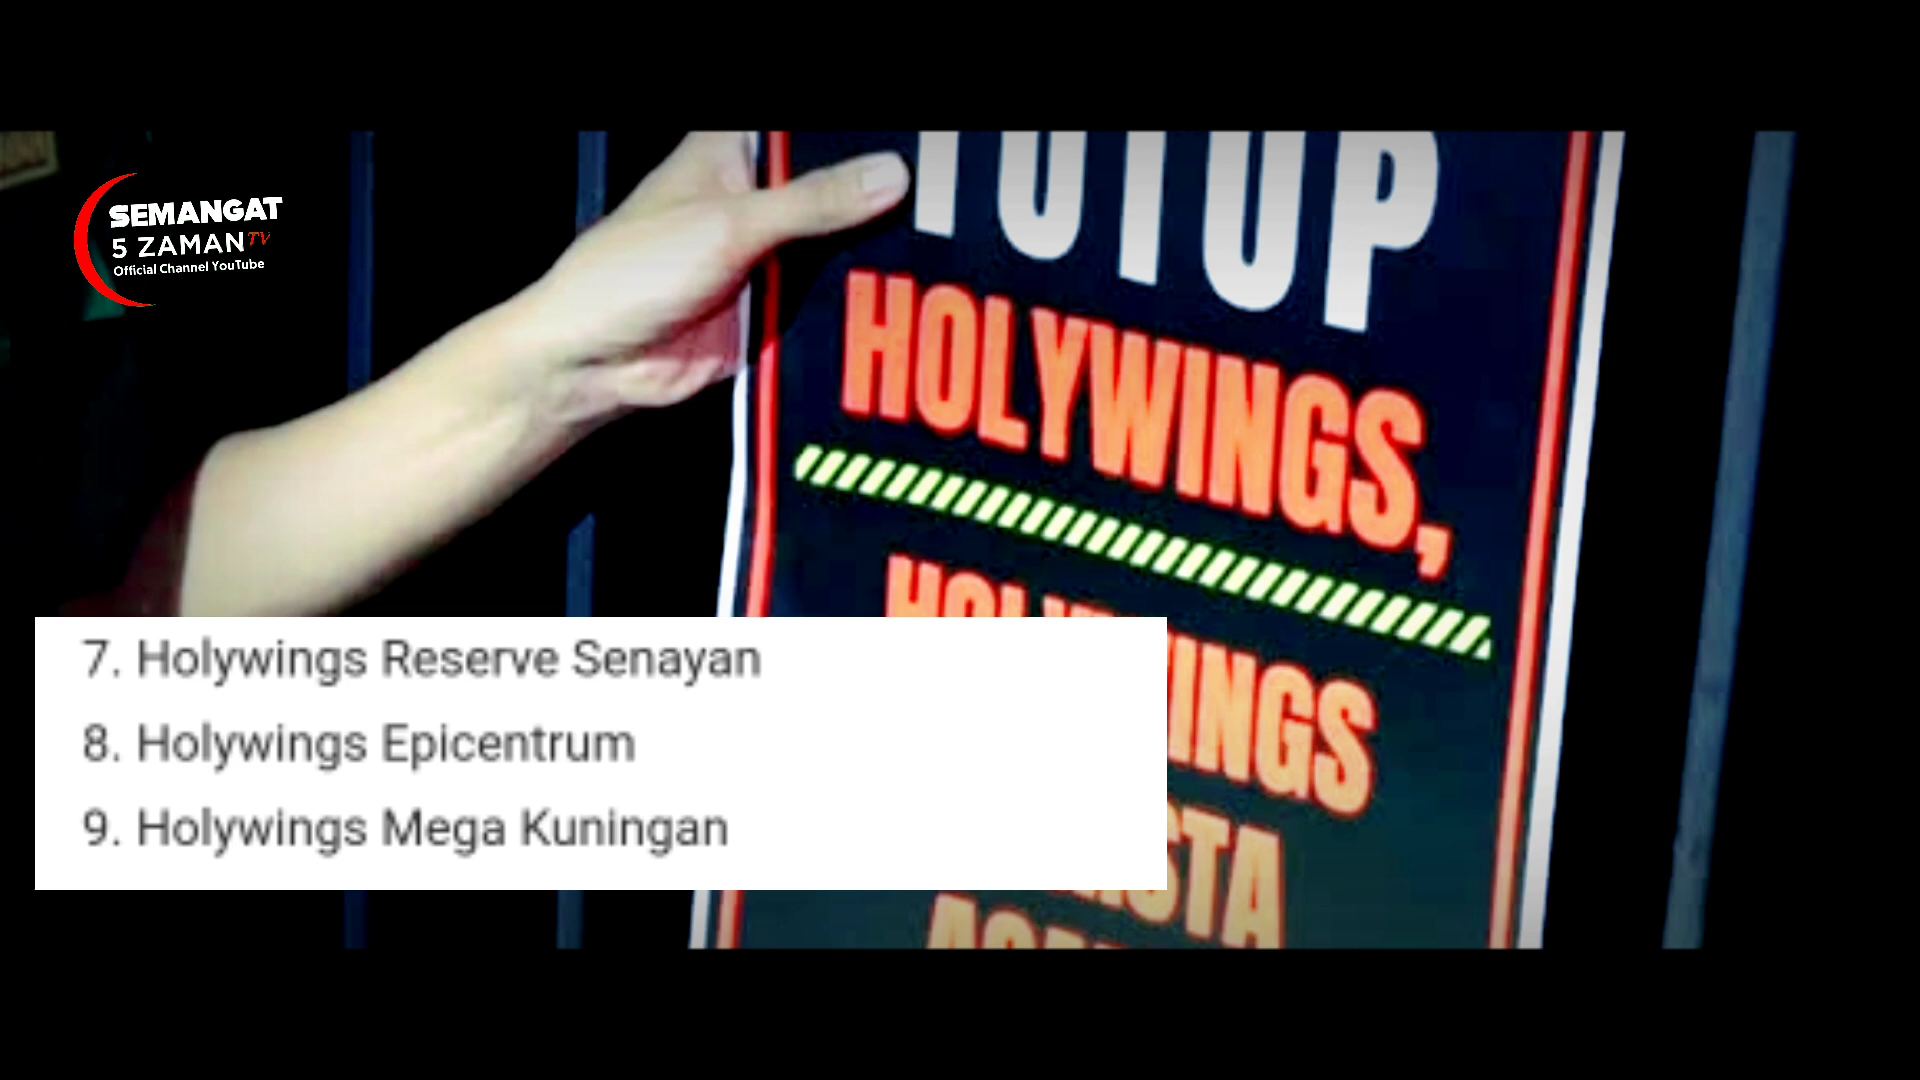 SEMANGAT
5 ZAMAN TV
Official Channel YouTube
TUTUP
HOLYWINGS,
7. Holywings Reserve Senayan
8. Holywings Epicentrum
9. Holywings Mega Kuningan